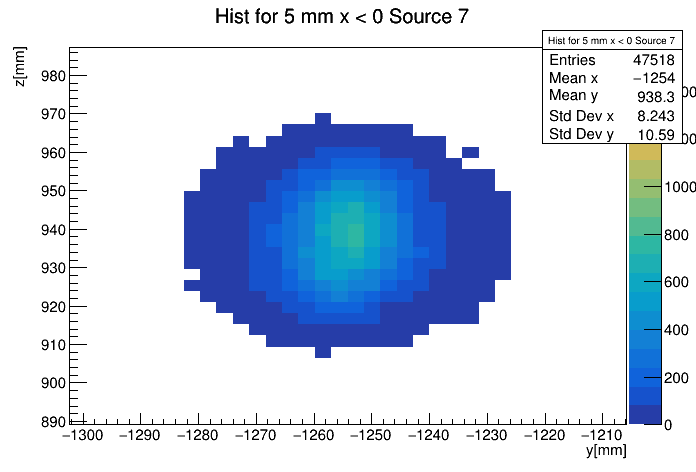 Hist for 5 mm x < 0 Source 7
Hist for 5 mm x < 0 Source 7
Entries 47518
Mean x −1254
Mean y 938.3
Std Dev x 8.243
Std Dev y 10.59
z[mm]
980
970
960
950
940
930
920
910
900
890
1200
1000
800
600
400
200
0
−1300 −1290 −1280 −1270 −1260 −1250 −1240 −1230 −1220 −1210
y[mm]